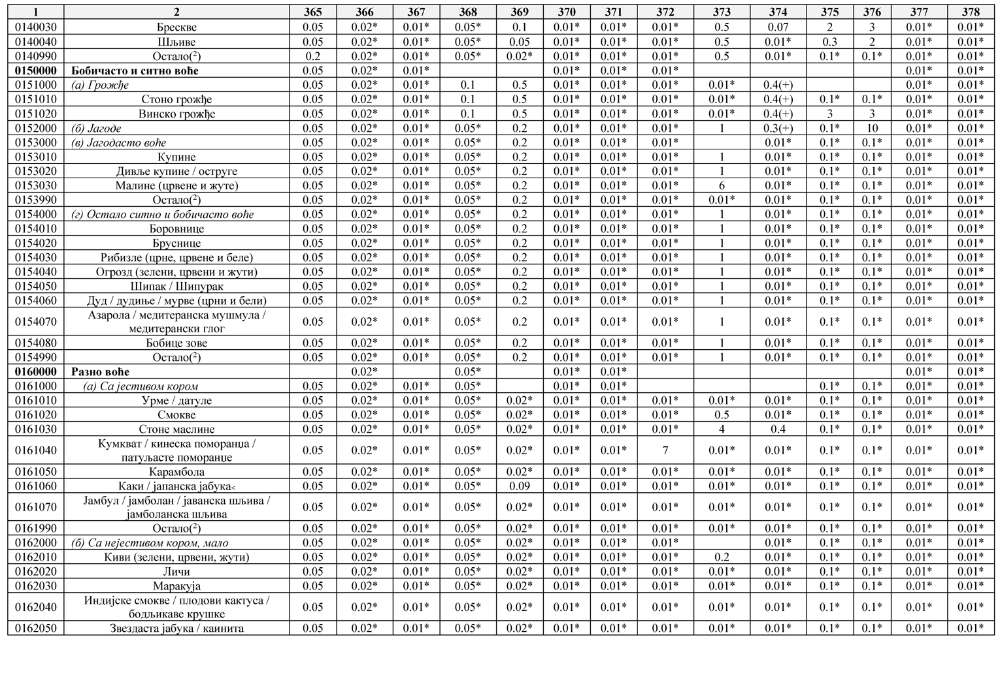 1 2 365 366 367 368 369 370 371 372 373 374 375 376 377 378
0140030 Брескве 0.05 0.02* 0.01* 0.05* 0.1 0.01* 0.01* 0.01* 0.5 0.07 2 3 0.01* 0.01*
0140040 Шљиве 0.05 0.02* 0.01* 0.05* 0.05 0.01* 0.01* 0.01* 0.5 0.01* 0.3 2 0.01* 0.01*
0140990 Остало(2) 0.2 0.02* 0.01* 0.05* 0.02* 0.01* 0.01* 0.01* 0.5 0.01* 0.1* 0.1* 0.01* 0.01*
0150000 Бобичасто и ситно воће 0.05 0.02* 0.01* 0.01* 0.01* 0.01* 0.01* 0.01*
0151000 (а) Грожђе 0.05 0.02* 0.01* 0.1 0.5 0.01* 0.01* 0.01* 0.01* 0.4(+) 0.01* 0.01*
0151010 Стоно грожђе 0.05 0.02* 0.01* 0.1 0.5 0.01* 0.01* 0.01* 0.01* 0.4(+) 0.1* 0.1* 0.01* 0.01*
0151020 Винско грожђе 0.05 0.02* 0.01* 0.1 0.5 0.01* 0.01* 0.01* 0.01* 0.4(+) 3 3 0.01* 0.01*
0152000 (б) Јагоде 0.05 0.02* 0.01* 0.05* 0.2 0.01* 0.01* 0.01* 1 0.3(+) 0.1* 10 0.01* 0.01*
0153000 (в) Јагодасто воће 0.05 0.02* 0.01* 0.05* 0.2 0.01* 0.01* 0.01* 0.01* 0.1* 0.1* 0.01* 0.01*
0153010 Купине 0.05 0.02* 0.01* 0.05* 0.2 0.01* 0.01* 0.01* 1 0.01* 0.1* 0.1* 0.01* 0.01*
0153020 Дивље купине / оструге 0.05 0.02* 0.01* 0.05* 0.2 0.01* 0.01* 0.01* 1 0.01* 0.1* 0.1* 0.01* 0.01*
0153030 Малине (црвене и жуте) 0.05 0.02* 0.01* 0.05* 0.2 0.01* 0.01* 0.01* 6 0.01* 0.1* 0.1* 0.01* 0.01*
0153990 Остало(2) 0.05 0.02* 0.01* 0.05* 0.2 0.01* 0.01* 0.01* 0.01* 0.01* 0.1* 0.1* 0.01* 0.01*
0154000 (г) Остало ситно и бобичасто воће 0.05 0.02* 0.01* 0.05* 0.2 0.01* 0.01* 0.01* 1 0.01* 0.1* 0.1* 0.01* 0.01*
0154010 Боровнице 0.05 0.02* 0.01* 0.05* 0.2 0.01* 0.01* 0.01* 1 0.01* 0.1* 0.1* 0.01* 0.01*
0154020 Бруснице 0.05 0.02* 0.01* 0.05* 0.2 0.01* 0.01* 0.01* 1 0.01* 0.1* 0.1* 0.01* 0.01*
0154030 Рибизле (црне, црвене и беле) 0.05 0.02* 0.01* 0.05* 0.2 0.01* 0.01* 0.01* 1 0.01* 0.1* 0.1* 0.01* 0.01*
0154040 Огрозд (зелени, црвени и жути) 0.05 0.02* 0.01* 0.05* 0.2 0.01* 0.01* 0.01* 1 0.01* 0.1* 0.1* 0.01* 0.01*
0154050 Шипак / Шипурак 0.05 0.02* 0.01* 0.05* 0.2 0.01* 0.01* 0.01* 1 0.01* 0.1* 0.1* 0.01* 0.01*
0154060 Дуд / дудиње / мурве (црни и бели) 0.05 0.02* 0.01* 0.05* 0.2 0.01* 0.01* 0.01* 1 0.01* 0.1* 0.1* 0.01* 0.01*
0154070 Азарола / медитеранска мушмула /
медитерански глог 0.05 0.02* 0.01* 0.05* 0.2 0.01* 0.01* 0.01* 1 0.01* 0.1* 0.1* 0.01* 0.01*
0154080 Бобице зове 0.05 0.02* 0.01* 0.05* 0.2 0.01* 0.01* 0.01* 1 0.01* 0.1* 0.1* 0.01* 0.01*
0154990 Остало(2) 0.05 0.02* 0.01* 0.05* 0.2 0.01* 0.01* 0.01* 1 0.01* 0.1* 0.1* 0.01* 0.01*
0160000 Разно воће 0.02* 0.05* 0.01* 0.01* 0.01* 0.01*
0161000 (а) Са јестивом кором 0.05 0.02* 0.01* 0.05* 0.01* 0.01* 0.1* 0.1* 0.01* 0.01*
0161010 Урме / датуле 0.05 0.02* 0.01* 0.05* 0.02* 0.01* 0.01* 0.01* 0.01* 0.01* 0.1* 0.1* 0.01* 0.01*
0161020 Смокве 0.05 0.02* 0.01* 0.05* 0.02* 0.01* 0.01* 0.01* 0.5 0.01* 0.1* 0.1* 0.01* 0.01*
0161030 Стоне маслине 0.05 0.02* 0.01* 0.05* 0.02* 0.01* 0.01* 0.01* 4 0.4 0.1* 0.1* 0.01* 0.01*
0161040 Кумкват / кинеска поморанџа /
патуљасте поморанџе 0.05 0.02* 0.01* 0.05* 0.02* 0.01* 0.01* 7 0.01* 0.01* 0.1* 0.1* 0.01* 0.01*
0161050 Карамбола 0.05 0.02* 0.01* 0.05* 0.02* 0.01* 0.01* 0.01* 0.01* 0.01* 0.1* 0.1* 0.01* 0.01*
0161060 Каки / јапанска јабука< 0.05 0.02* 0.01* 0.05* 0.09 0.01* 0.01* 0.01* 0.01* 0.01* 0.1* 0.1* 0.01* 0.01*
0161070 Јамбул / јамболан / јаванска шљива /
јамболанска шљива 0.05 0.02* 0.01* 0.05* 0.02* 0.01* 0.01* 0.01* 0.01* 0.01* 0.1* 0.1* 0.01* 0.01*
0161990 Остало(2) 0.05 0.02* 0.01* 0.05* 0.02* 0.01* 0.01* 0.01* 0.01* 0.01* 0.1* 0.1* 0.01* 0.01*
0162000 (б) Са нејестивом кором, мало 0.05 0.02* 0.01* 0.05* 0.02* 0.01* 0.01* 0.01* 0.01* 0.1* 0.1* 0.01* 0.01*
0162010 Киви (зелени, црвени, жути) 0.05 0.02* 0.01* 0.05* 0.02* 0.01* 0.01* 0.01* 0.2 0.01* 0.1* 0.1* 0.01* 0.01*
0162020 Личи 0.05 0.02* 0.01* 0.05* 0.02* 0.01* 0.01* 0.01* 0.01* 0.01* 0.1* 0.1* 0.01* 0.01*
0162030 Маракуја 0.05 0.02* 0.01* 0.05* 0.02* 0.01* 0.01* 0.01* 0.01* 0.01* 0.1* 0.1* 0.01* 0.01*
0162040 Индијске смокве / плодови кактуса /
бодљикаве крушке 0.05 0.02* 0.01* 0.05* 0.02* 0.01* 0.01* 0.01* 0.01* 0.01* 0.1* 0.1* 0.01* 0.01*
0162050 Звездаста јабука / каинита 0.05 0.02* 0.01* 0.05* 0.02* 0.01* 0.01* 0.01* 0.01* 0.01* 0.1* 0.1* 0.01* 0.01*